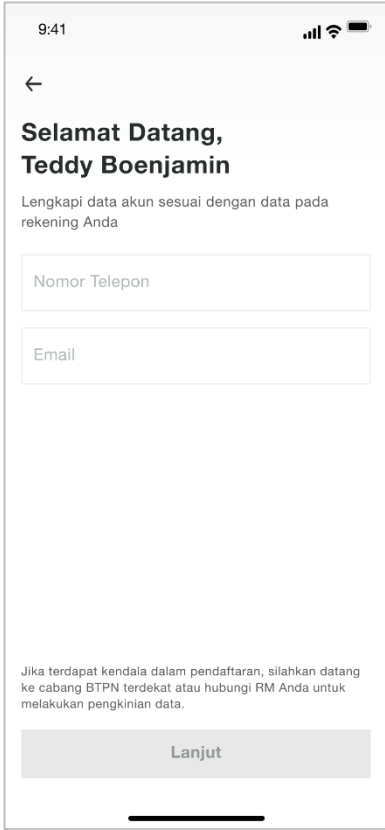 9:41
Selamat Datang,
Teddy Boenjamin
Lengkapi data akun sesuai dengan data pada
rekening Anda
Nomor Telepon
Email
Jika terdapat kendala dalam pendaftaran, silahkan datang
ke cabang BTPN terdekat atau hubungi RM Anda untuk
melakukan pengkinian data.
Lanjut